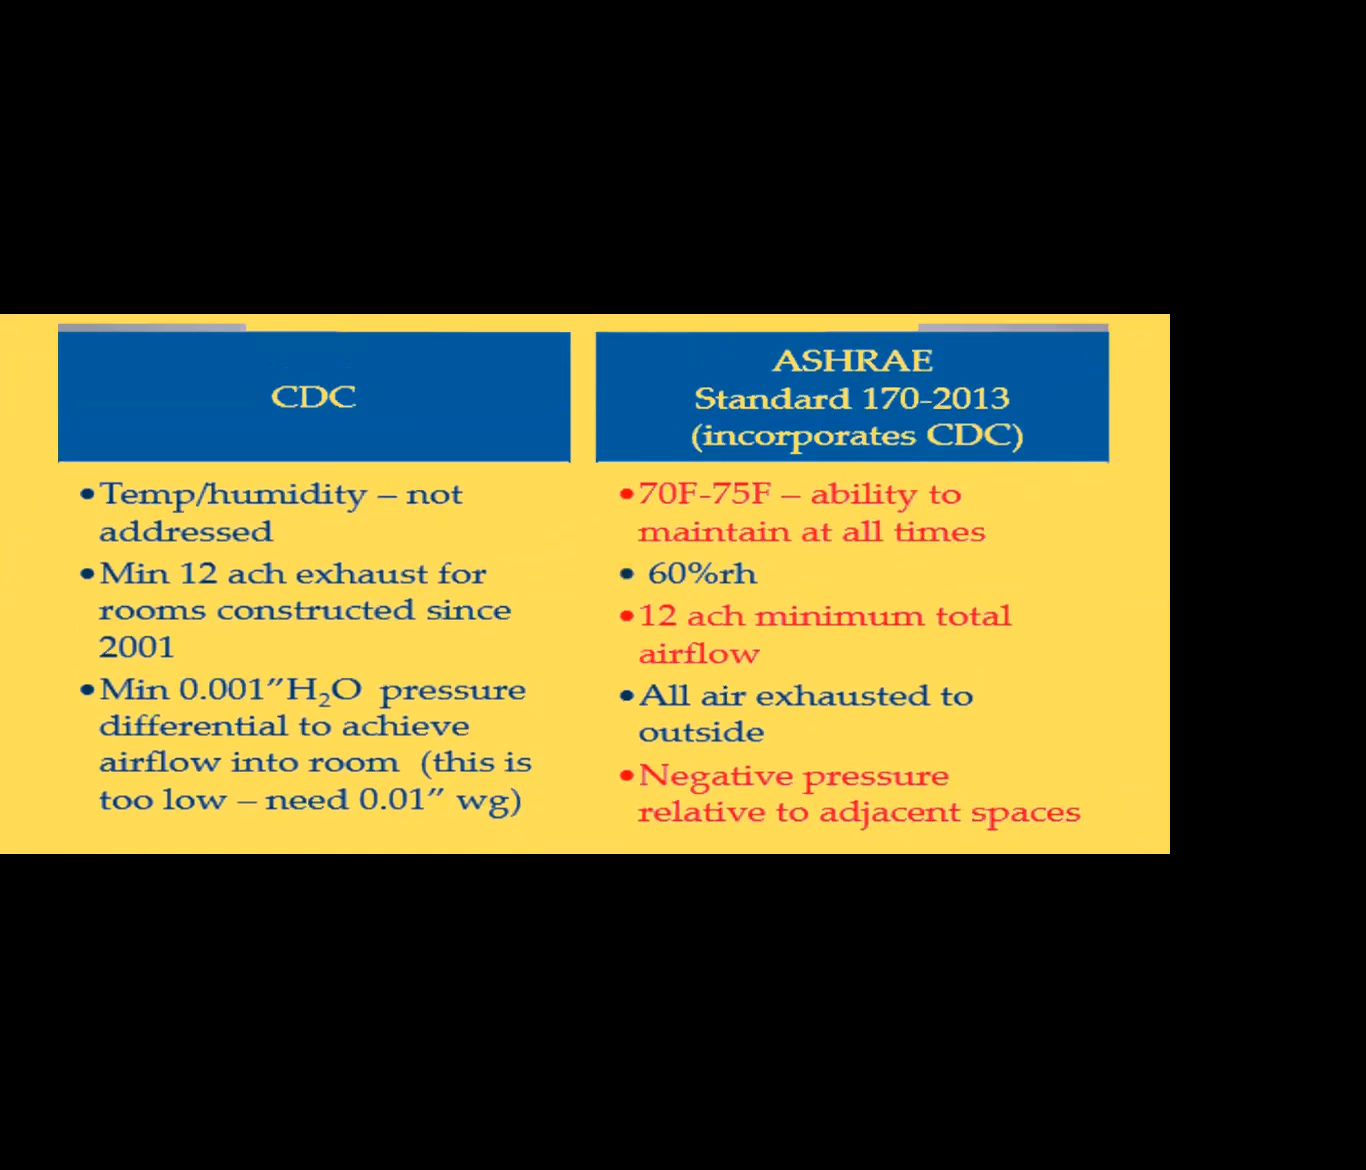 CDC
•Temp/humidity – not
addressed
•Min 12 ach exhaust for
rooms constructed since
2001
•Min 0.001”H₂O pressure
differential to achieve
airflow into room (this is
too low – need 0.01” wg)
ASHRAE
Standard 170-2013
(incorporates CDC)
•70F-75F – ability to
maintain at all times
• 60%rh
•12 ach minimum total
airflow
•All air exhausted to
outside
•Negative pressure
relative to adjacent spaces